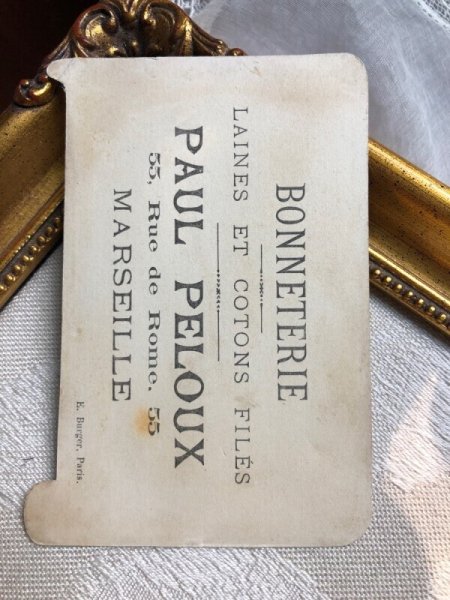 BONNETERIE
LAINES ET COTONS FILÉS
PAUL PELOUX
55, Rue de Rome, 55
MARSEILLE
E. Burger, Paris.